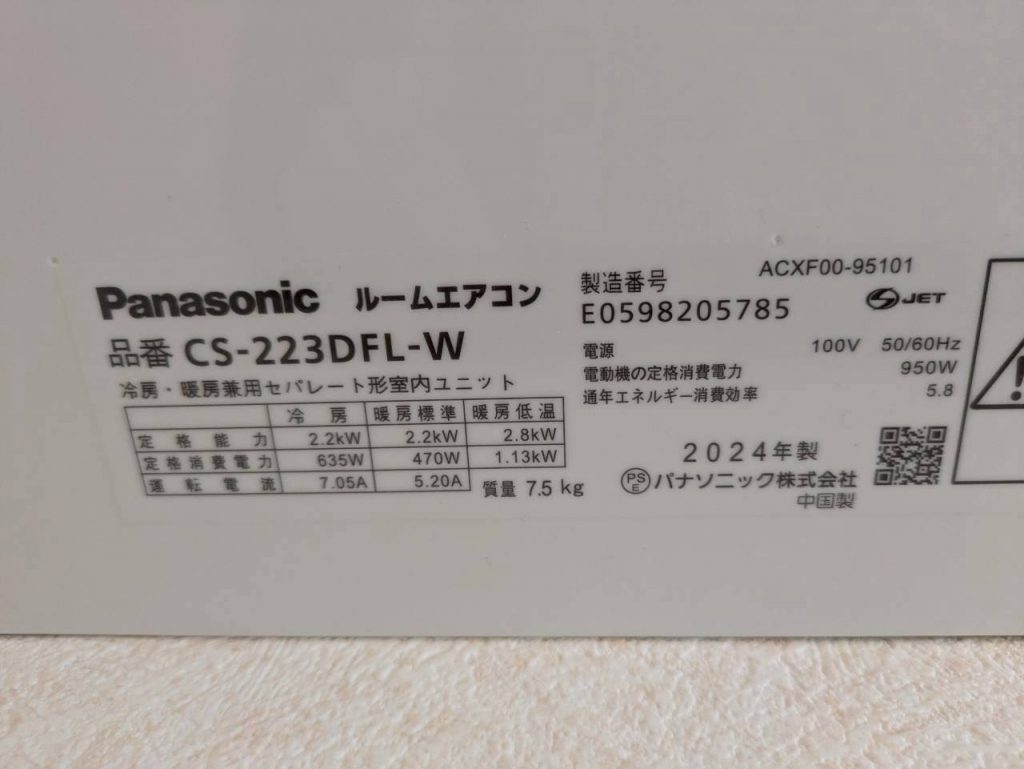 Panasonic ルームエアコン
品番 CS-223DFL-W
冷房・暖房兼用セパレート形室内ユニット
冷房 暖房標準 暖房低温
定格能力 2.2kW 2.2kW 2.8kW
定格消費電力 635W 470W 1.13kW
運転電流 7.05A 5.20A
質量 7.5 kg
ACXF00-95101
製造番号
E0598205785
JET
電源 100V 50/60Hz
電動機の定格消費電力 950W
通年エネルギー消費効率 5.8
2024年製
PS
E
パナソニック株式会社
中国製